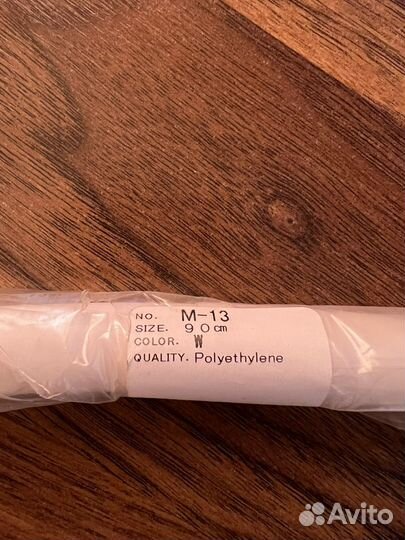 NO. M-13
SIZE. 90cm
COLOR. W
QUALITY. Polyethylene
Avito